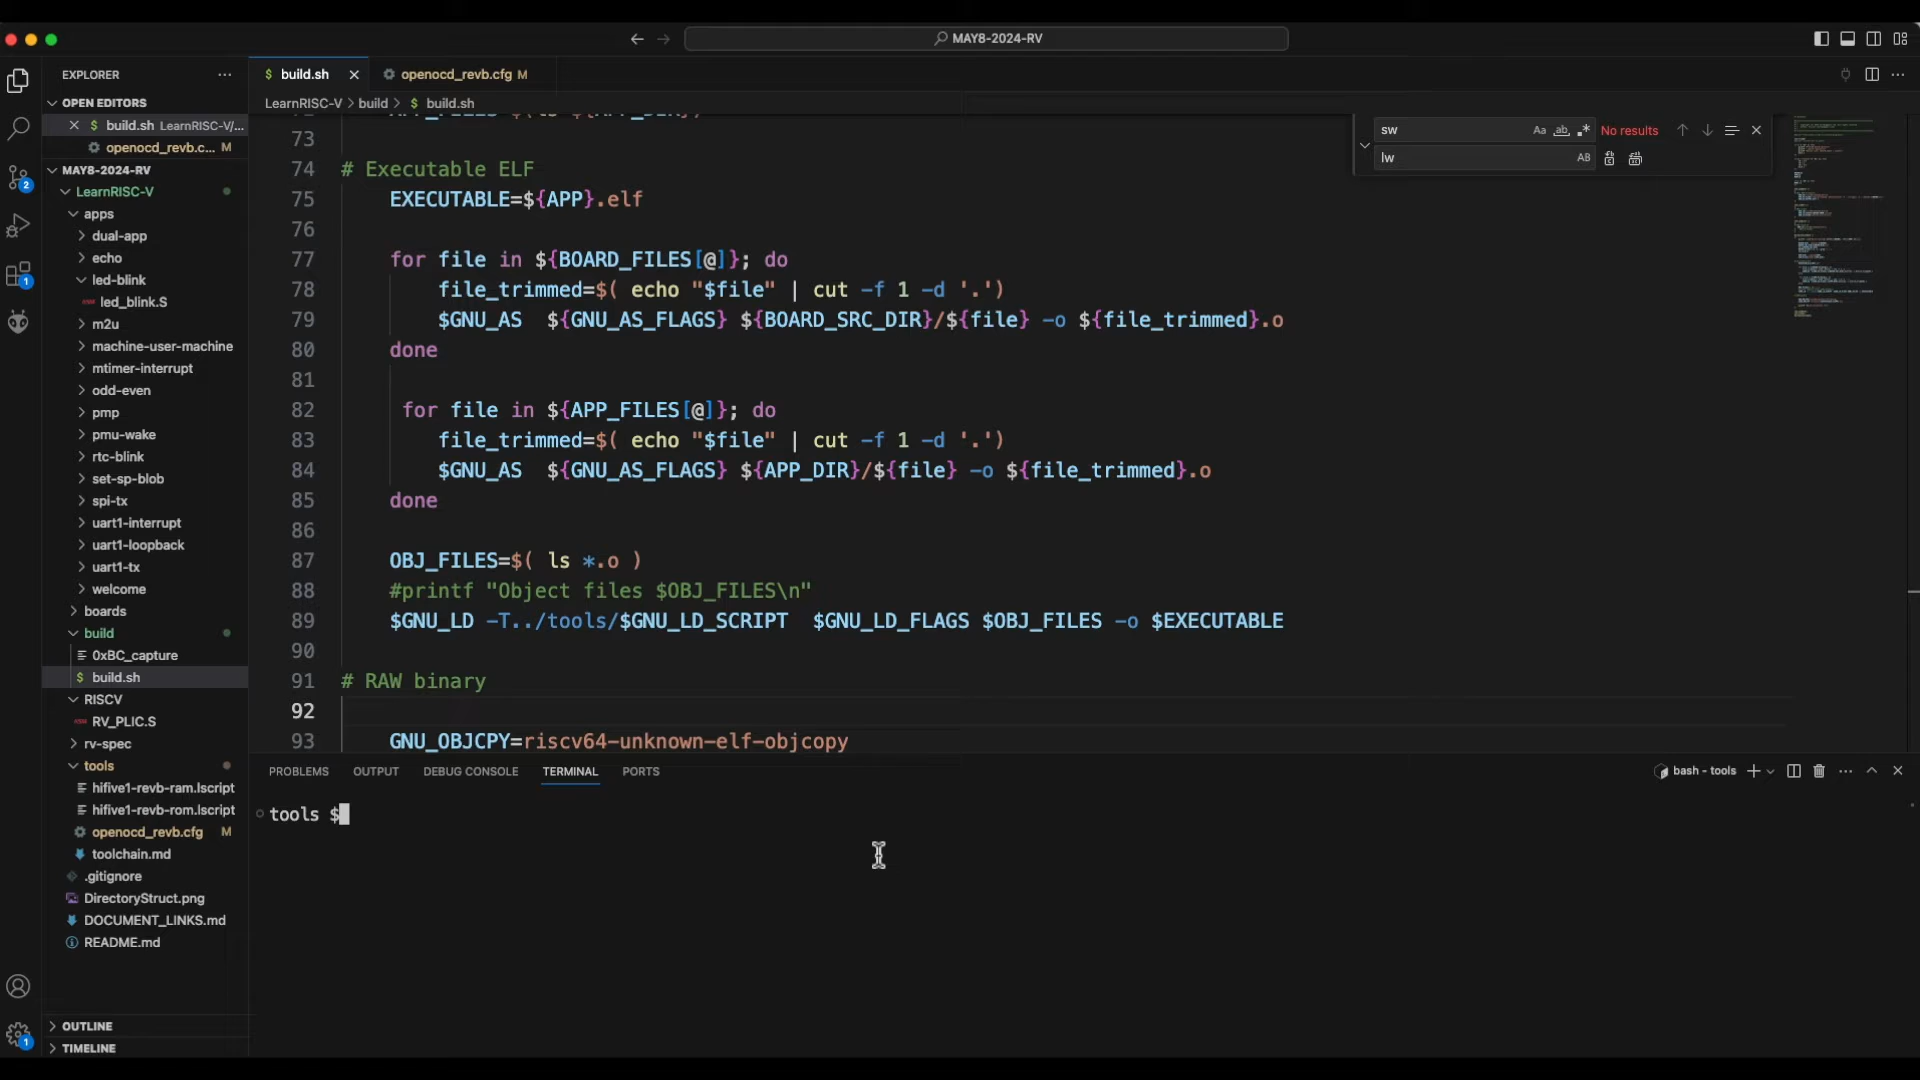 MAY8-2024-RV
EXPLORER
OPEN EDITORS
$ build.sh LearnRISC-V/...
openocd_revb.c... M
MAY8-2024-RV
LearnRISC-V
apps
dual-app
echo
led-blink
led_blink.S
m2u
machine-user-machine
mtimer-interrupt
odd-even
pmp
pmu-wake
rtc-blink
set-sp-blob
spi-tx
uart1-interrupt
uart1-loopback
uart1-tx
welcome
boards
build
0xBC_capture
$ build.sh
RISCV
RV_PLIC.S
rv-spec
tools
hifive1-revb-ram.lscript
hifive1-revb-rom.lscript
openocd_revb.cfg M
toolchain.md
.gitignore
DirectoryStruct.png
DOCUMENT_LINKS.md
README.md
OUTLINE
TIMELINE
2
1
1
$ build.sh
openocd_revb.cfg M
LearnRISC-V > build > $ build.sh
sw Aa ab .* No results
lw AB
73
74 # Executable ELF
75 EXECUTABLE=${APP}.elf
76
77 for file in ${BOARD_FILES[@]}; do
78 file_trimmed=$( echo "$file" | cut -f 1 -d '.')
79 $GNU_AS ${GNU_AS_FLAGS} ${BOARD_SRC_DIR}/${file} -o ${file_trimmed}.o
80 done
81
82 for file in ${APP_FILES[@]}; do
83 file_trimmed=$( echo "$file" | cut -f 1 -d '.')
84 $GNU_AS ${GNU_AS_FLAGS} ${APP_DIR}/${file} -o ${file_trimmed}.o
85 done
86
87 OBJ_FILES=$( ls *.o )
88 #printf "Object files $OBJ_FILES\n"
89 $GNU_LD -T../tools/$GNU_LD_SCRIPT $GNU_LD_FLAGS $OBJ_FILES -o $EXECUTABLE
90
91 # RAW binary
92
93 GNU_OBJCPY=riscv64-unknown-elf-objcopy
PROBLEMS OUTPUT DEBUG CONSOLE TERMINAL PORTS
bash - tools
tools $